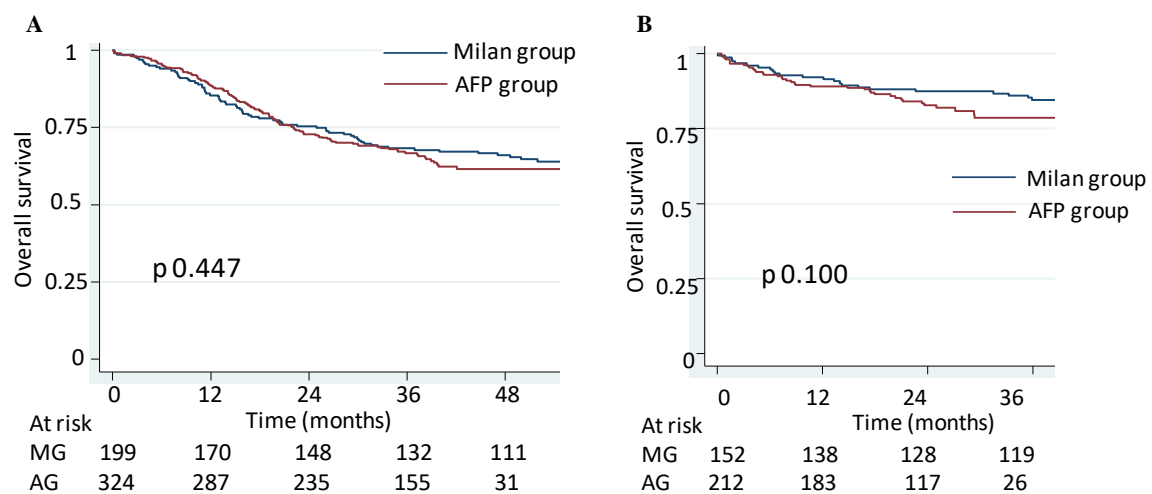 A
1
0.75
0.5
0.25
0
Overall survival
Milan group
AFP group
p 0.447
0 12 24 36 48
Time (months)
At risk
MG 199 170 148 132 111
AG 324 287 235 155 31
B
1
0.75
0.5
0.25
0
Overall survival
Milan group
AFP group
p 0.100
0 12 24 36
Time (months)
At risk
MG 152 138 128 119
AG 212 183 117 26